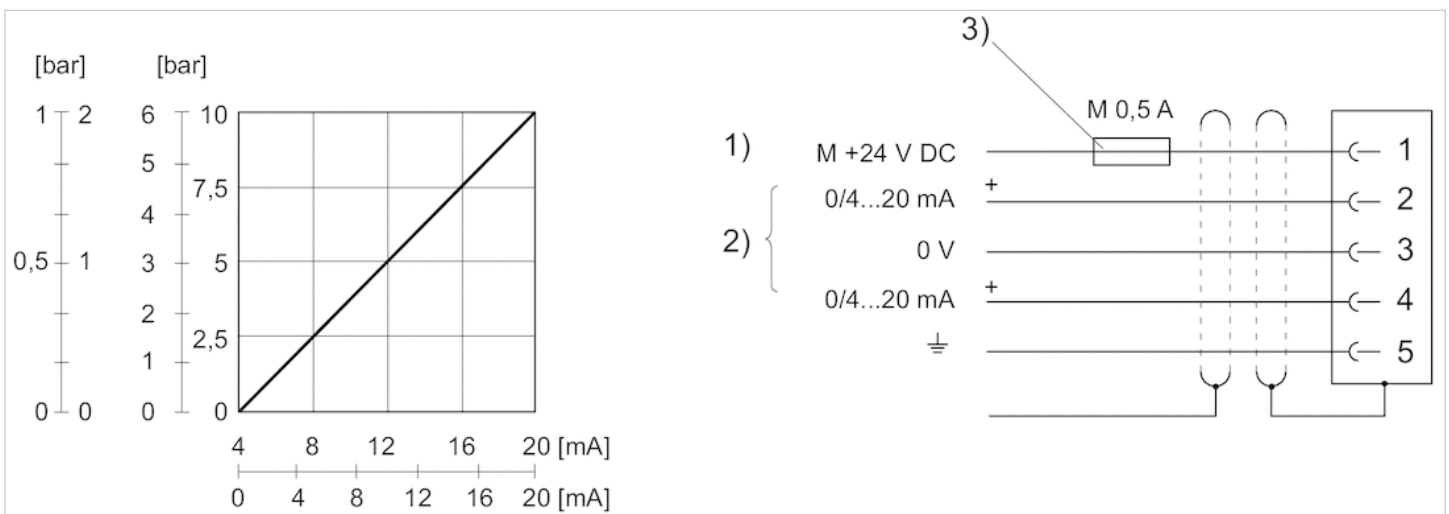 [bar] [bar]
1 2 6 10
5
7,5
4
0,5 1 3 5
2
2,5
1
0 0 0 0
4 8 12 16 20 [mA]
0 4 8 12 16 20 [mA]
3)
M 0,5 A
1) M +24 V DC 1
0/4...20 mA + 2
2) 0 V 3
0/4...20 mA + 4
5